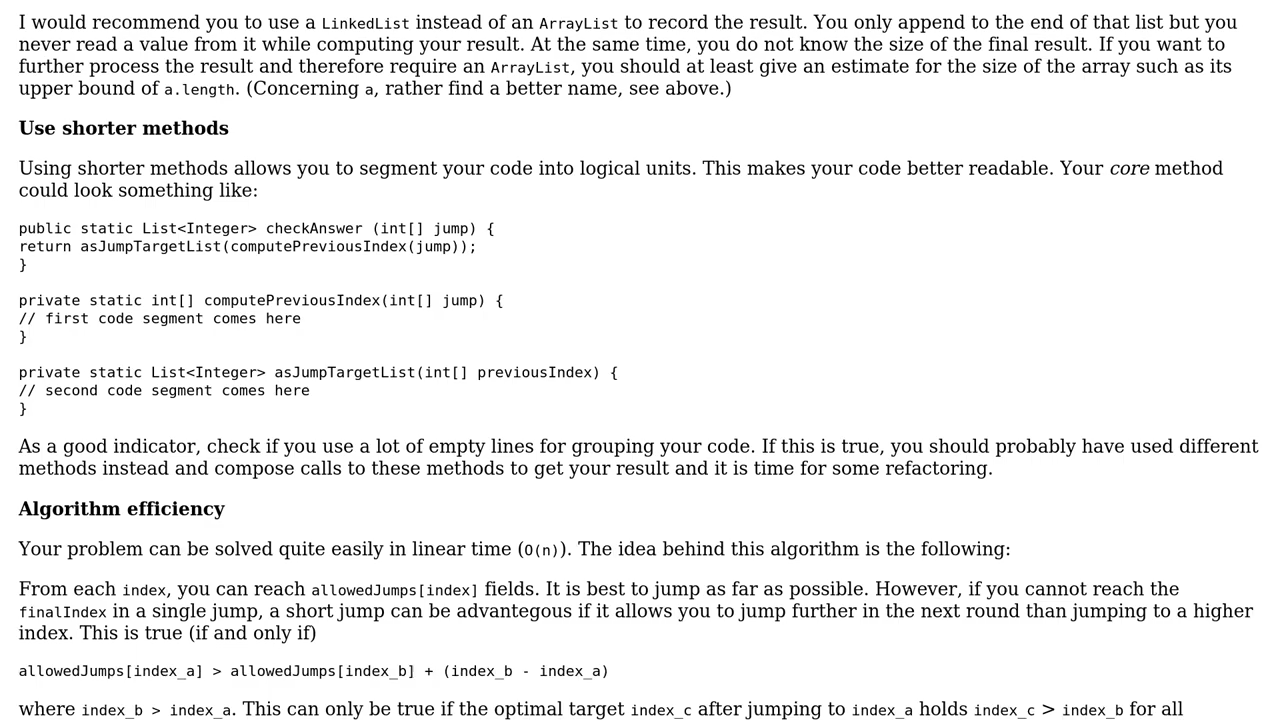 I would recommend you to use a LinkedList instead of an ArrayList to record the result. You only append to the end of that list but you
never read a value from it while computing your result. At the same time, you do not know the size of the final result. If you want to
further process the result and therefore require an ArrayList, you should at least give an estimate for the size of the array such as its
upper bound of a.length. (Concerning a, rather find a better name, see above.)
Use shorter methods
Using shorter methods allows you to segment your code into logical units. This makes your code better readable. Your core method
could look something like:
public static List<Integer> checkAnswer (int[] jump) {
return asJumpTargetList(computePreviousIndex(jump));
}
private static int[] computePreviousIndex(int[] jump) {
// first code segment comes here
}
private static List<Integer> asJumpTargetList(int[] previousIndex) {
// second code segment comes here
}
As a good indicator, check if you use a lot of empty lines for grouping your code. If this is true, you should probably have used different
methods instead and compose calls to these methods to get your result and it is time for some refactoring.
Algorithm efficiency
Your problem can be solved quite easily in linear time (O(n)). The idea behind this algorithm is the following:
From each index, you can reach allowedJumps[index] fields. It is best to jump as far as possible. However, if you cannot reach the
finalIndex in a single jump, a short jump can be advantegous if it allows you to jump further in the next round than jumping to a higher
index. This is true (if and only if)
allowedJumps[index_a] > allowedJumps[index_b] + (index_b - index_a)
where index_b > index_a. This can only be true if the optimal target index_c after jumping to index_a holds index_c > index_b for all